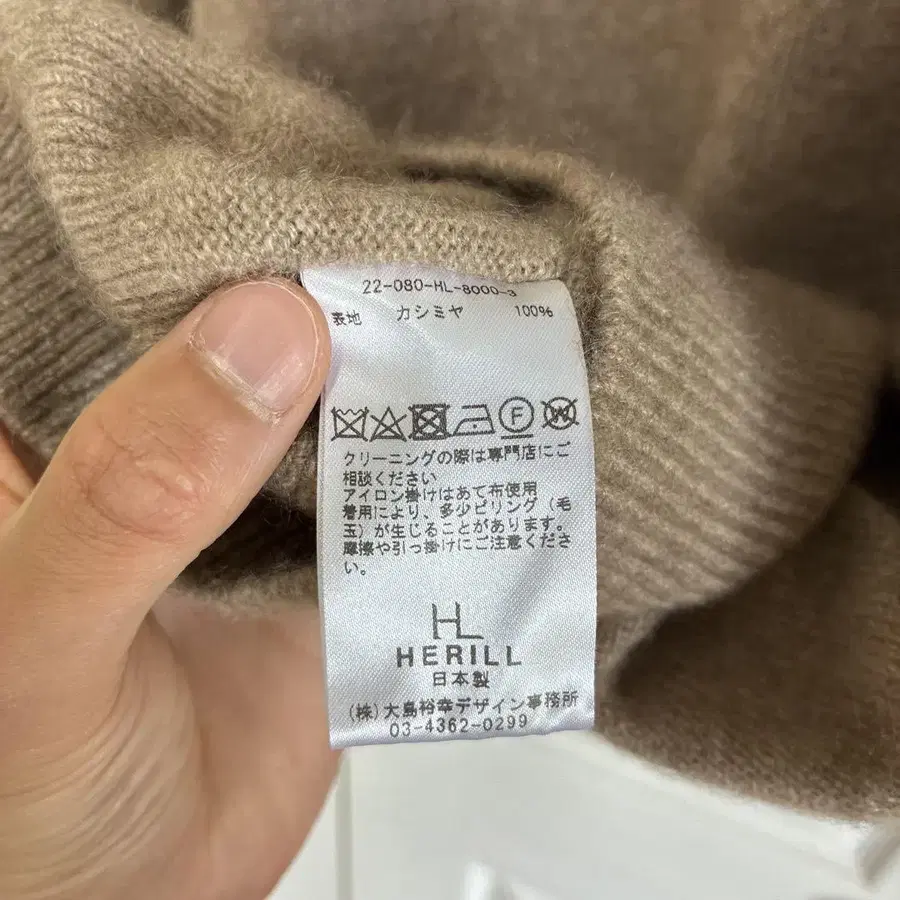 22-080-HL-8000-3
表地 カシミヤ 100%
F W
クリーニングの際は専門店にご
相談ください
アイロン掛けはあて布使用
着用により、多少ピリング（毛
玉）が生じることがあります。
摩擦や引っ掛けにご注意くださ
い。
HL
HERILL
日本製
(株)大島裕幸デザイン事務所
03-4362-0299